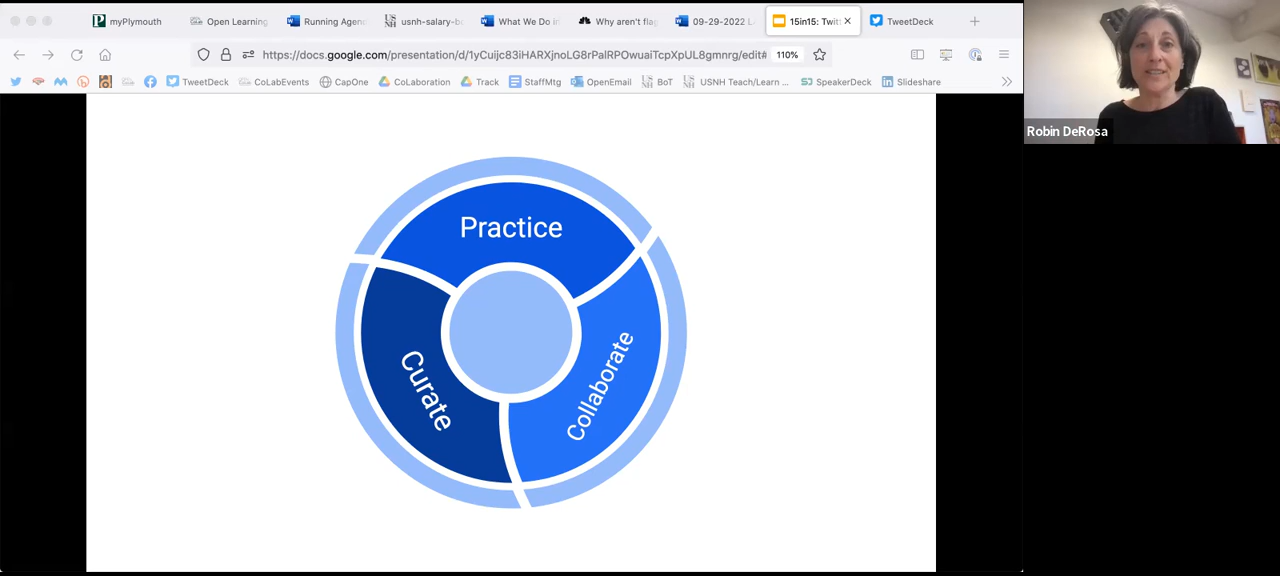 myPlymouth
Open Learning
Running Agen
usnh-salary-b
What We Do in
Why aren't flag
09-29-2022 L
15in15: Twit
TweetDeck
https://docs.google.com/presentation/d/yCuijc83iHARXjnoLG8rPalRPOwuaiTcpXpUL8gmnrg/edit#
110%
TweetDeck
CoLabEvents
CapOne
CoLaboration
Track
StaffMtg
OpenEmail
BoT
USNH Teach/Learn ...
SpeakerDeck
Slideshare
Robin DeRosa
Practice
Collaborate
Curate